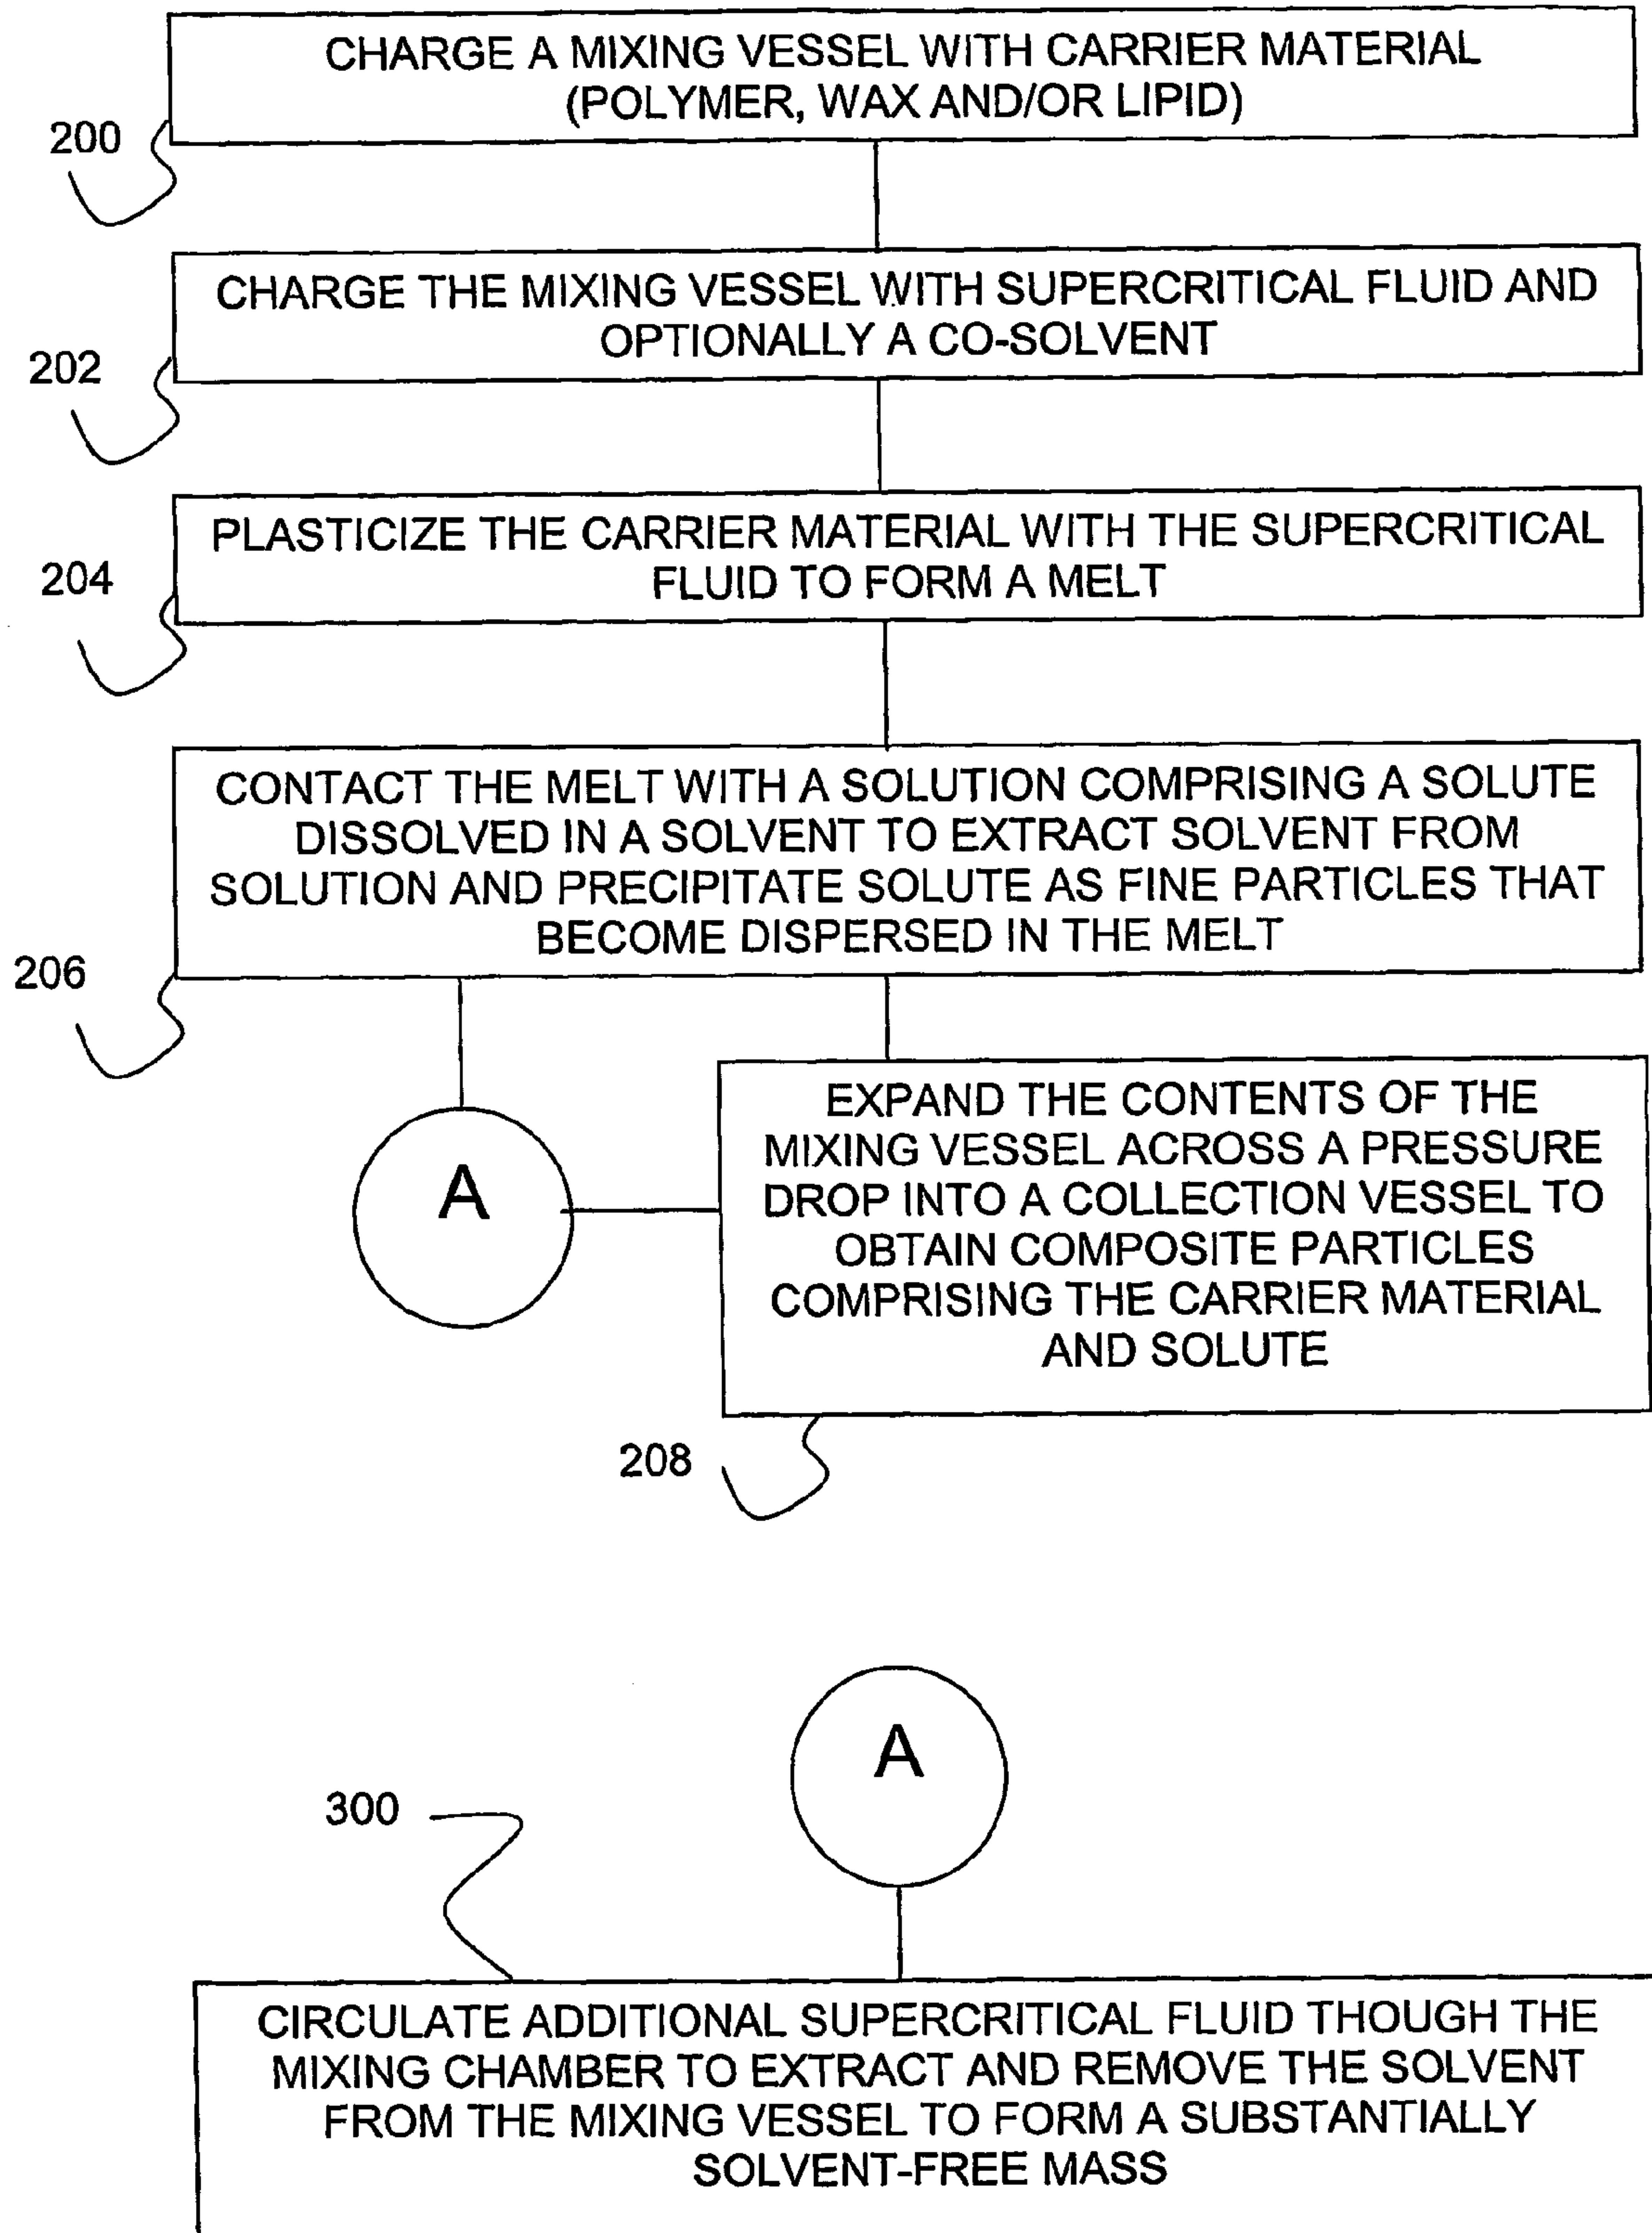 CHARGE A MIXING VESSEL WITH CARRIER MATERIAL
(POLYMER, WAX AND/OR LIPID)
200
CHARGE THE MIXING VESSEL WITH SUPERCRITICAL FLUID AND
OPTIONALLY A CO-SOLVENT
202
PLASTICIZE THE CARRIER MATERIAL WITH THE SUPERCRITICAL
FLUID TO FORM A MELT
204
CONTACT THE MELT WITH A SOLUTION COMPRISING A SOLUTE
DISSOLVED IN A SOLVENT TO EXTRACT SOLVENT FROM
SOLUTION AND PRECIPITATE SOLUTE AS FINE PARTICLES THAT
BECOME DISPERSED IN THE MELT
206
A
EXPAND THE CONTENTS OF THE
MIXING VESSEL ACROSS A PRESSURE
DROP INTO A COLLECTION VESSEL TO
OBTAIN COMPOSITE PARTICLES
COMPRISING THE CARRIER MATERIAL
AND SOLUTE
208
A
300
CIRCULATE ADDITIONAL SUPERCRITICAL FLUID THOUGH THE
MIXING CHAMBER TO EXTRACT AND REMOVE THE SOLVENT
FROM THE MIXING VESSEL TO FORM A SUBSTANTIALLY
SOLVENT-FREE MASS